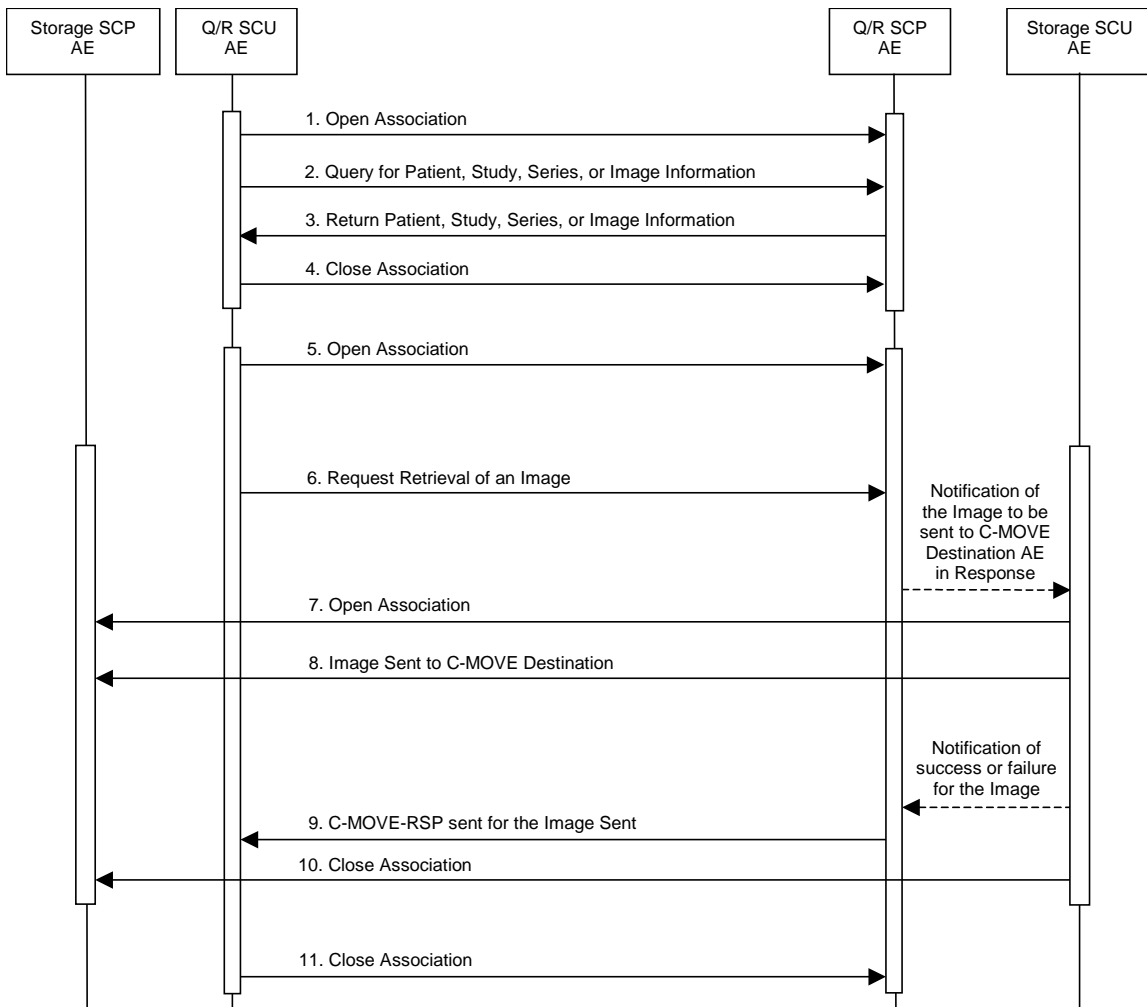 Storage SCP
AE
Q/R SCU
AE
Q/R SCP
AE
Storage SCU
AE
1. Open Association
2. Query for Patient, Study, Series, or Image Information
3. Return Patient, Study, Series, or Image Information
4. Close Association
5. Open Association
6. Request Retrieval of an Image
Notification of
the Image to be
sent to C-MOVE
Destination AE
in Response
7. Open Association
8. Image Sent to C-MOVE Destination
Notification of
success or failure
for the Image
9. C-MOVE-RSP sent for the Image Sent
10. Close Association
11. Close Association